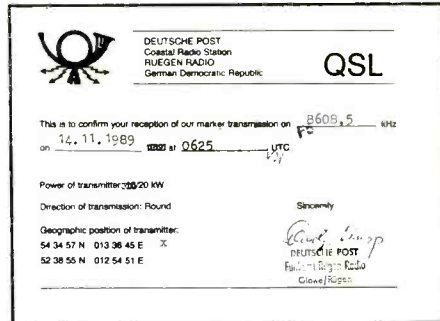 DEUTSCHE POST
Coastal Radio Station
RUEGEN RADIO
German Democratic Republic
QSL
This is to confirm your reception of our marker transmission on 8608,5 kHz
on 14.11.1989 at 0625 UTC
Power of transmitter: /20 kW
Direction of transmission: Round
Sincerely
Geographic position of transmitter:
54 34 57 N 013 36 45 E X
52 38 55 N 012 54 51 E
DEUTSCHE POST
Rügen Radio
Glowe/Rügen